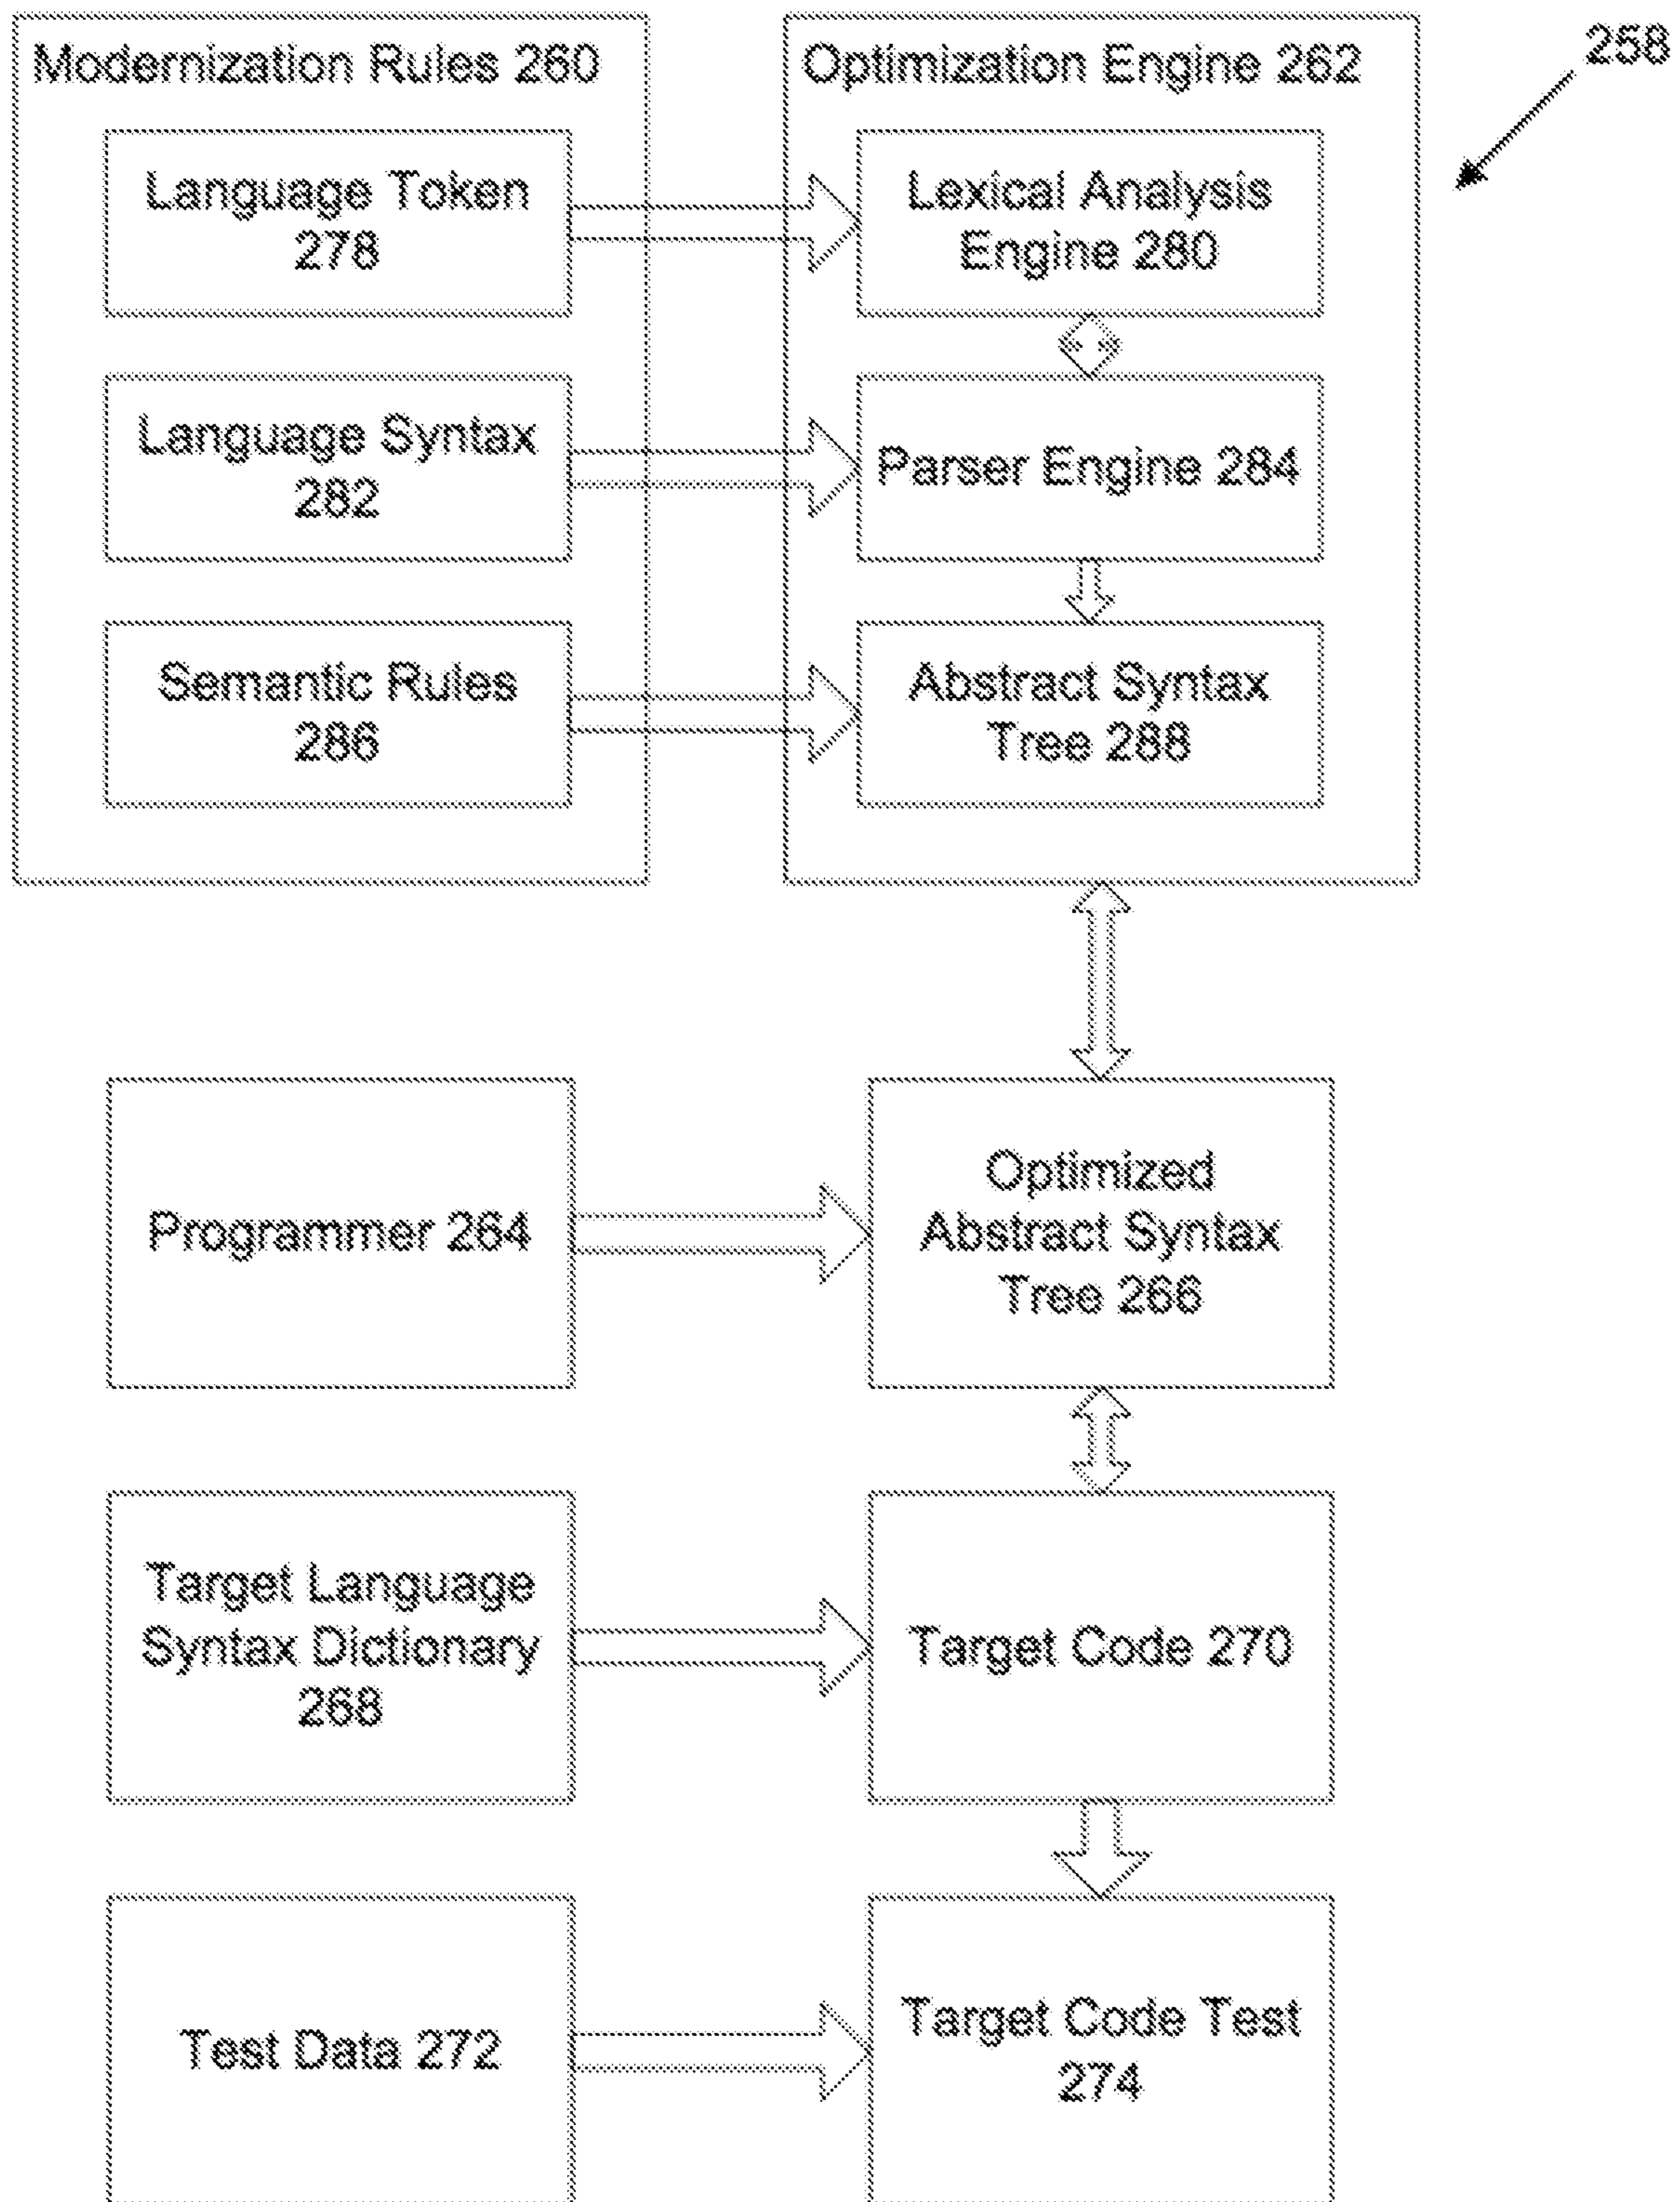 258
Modernization Rules 260
Optimization Engine 262
Language Token
278
Lexical Analysis
Engine 280
Language Syntax
282
Parser Engine 284
Semantic Rules
286
Abstract Syntax
Tree 288
Programmer 264
Optimized
Abstract Syntax
Tree 266
Target Language
Syntax Dictionary
268
Target Code 270
Test Data 272
Target Code Test
274